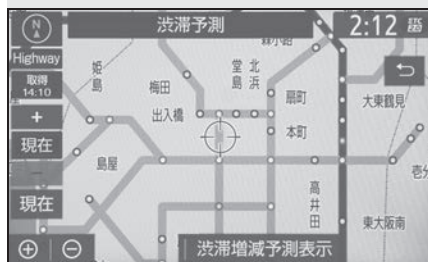 渋滞予測
2:12
N
Highway
取得
14:10
+
現在
−
現在
姫島
梅田
堂島
北浜
出入橋
扇町
本町
大東鶴見
島屋
高井田
東大阪南
渋滞増減予測表示